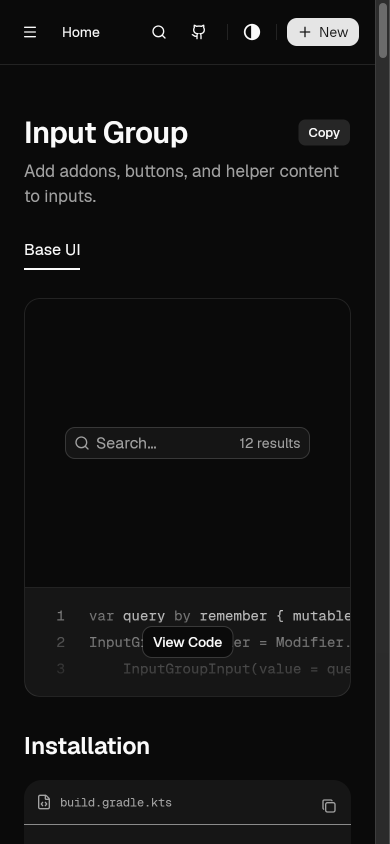 Home
New
Input Group
Copy
Add addons, buttons, and helper content
to inputs.
Base UI
Search...
12 results
1 var query by remember { mutable
2 InputG = Modifier.
View Code
3 InputGroupInput(value = que
Installation
build.gradle.kts